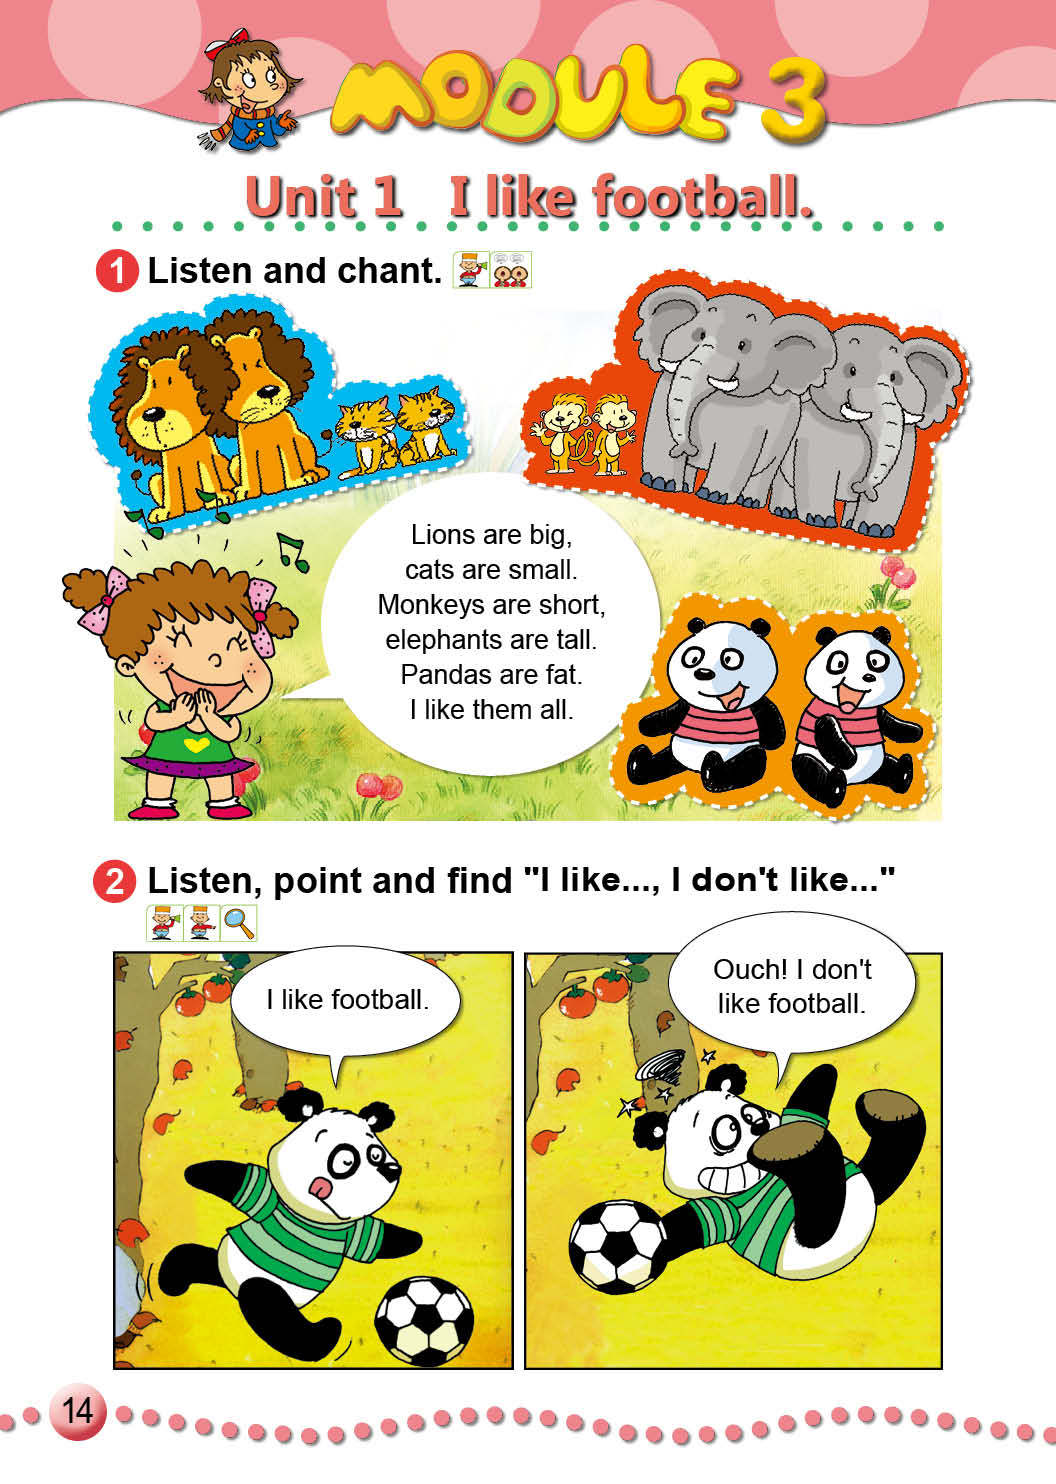 MODULE 3
Unit 1 I like football.
1 Listen and chant.
Lions are big,
cats are small.
Monkeys are short,
elephants are tall.
Pandas are fat.
I like them all.
2 Listen, point and find "I like..., I don't like..."
I like football.
Ouch! I don't
like football.
14